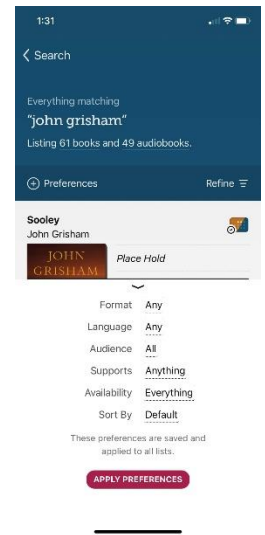 1:31
Search
Everything matching
"john grisham"
Listing 61 books and 49 audiobooks.
Preferences
Refine
Sooley
John Grisham
JOHN
GRISHAM
Place Hold
Format Any
Language Any
Audience All
Supports Anything
Availability Everything
Sort By Default
These preferences are saved and
applied to all lists.
APPLY PREFERENCES